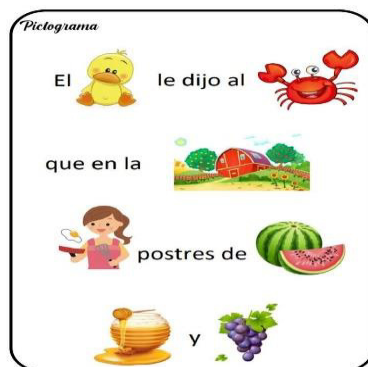 Pictograma
El le dijo al
que en la
postres de
y